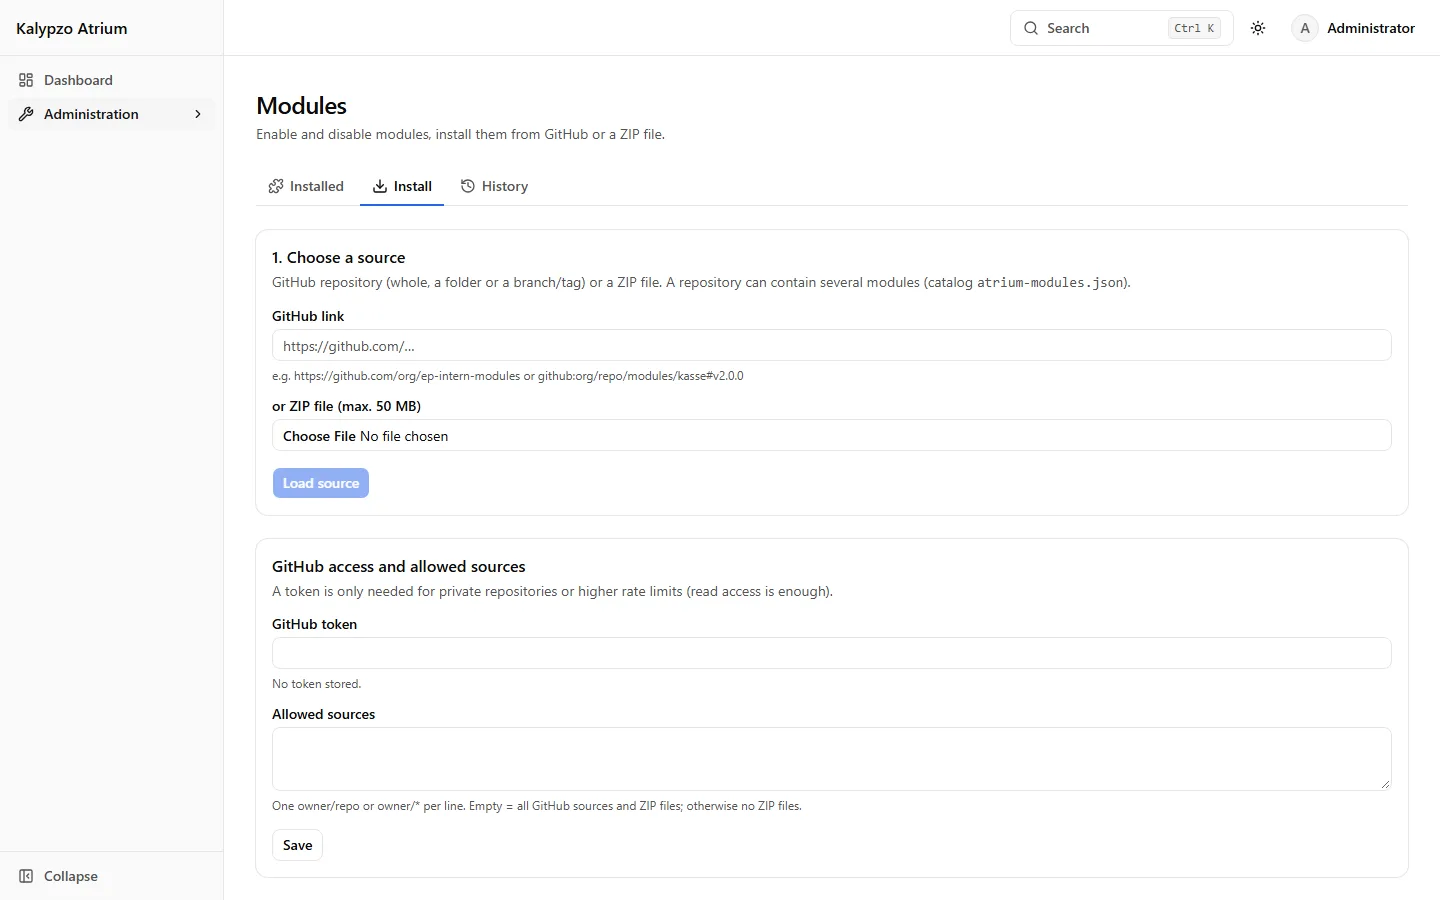 Kalypzo Atrium
Search
Ctrl K
A
Administrator
Dashboard
Administration
Modules
Enable and disable modules, install them from GitHub or a ZIP file.
Installed
Install
History
1. Choose a source
GitHub repository (whole, a folder or a branch/tag) or a ZIP file. A repository can contain several modules (catalog atrium-modules.json).
GitHub link
https://github.com/...
e.g. https://github.com/org/ep-intern-modules or github:org/repo/modules/kasse#v2.0.0
or ZIP file (max. 50 MB)
Choose File No file chosen
Load source
GitHub access and allowed sources
A token is only needed for private repositories or higher rate limits (read access is enough).
GitHub token
No token stored.
Allowed sources
One owner/repo or owner/* per line. Empty = all GitHub sources and ZIP files; otherwise no ZIP files.
Save
Collapse